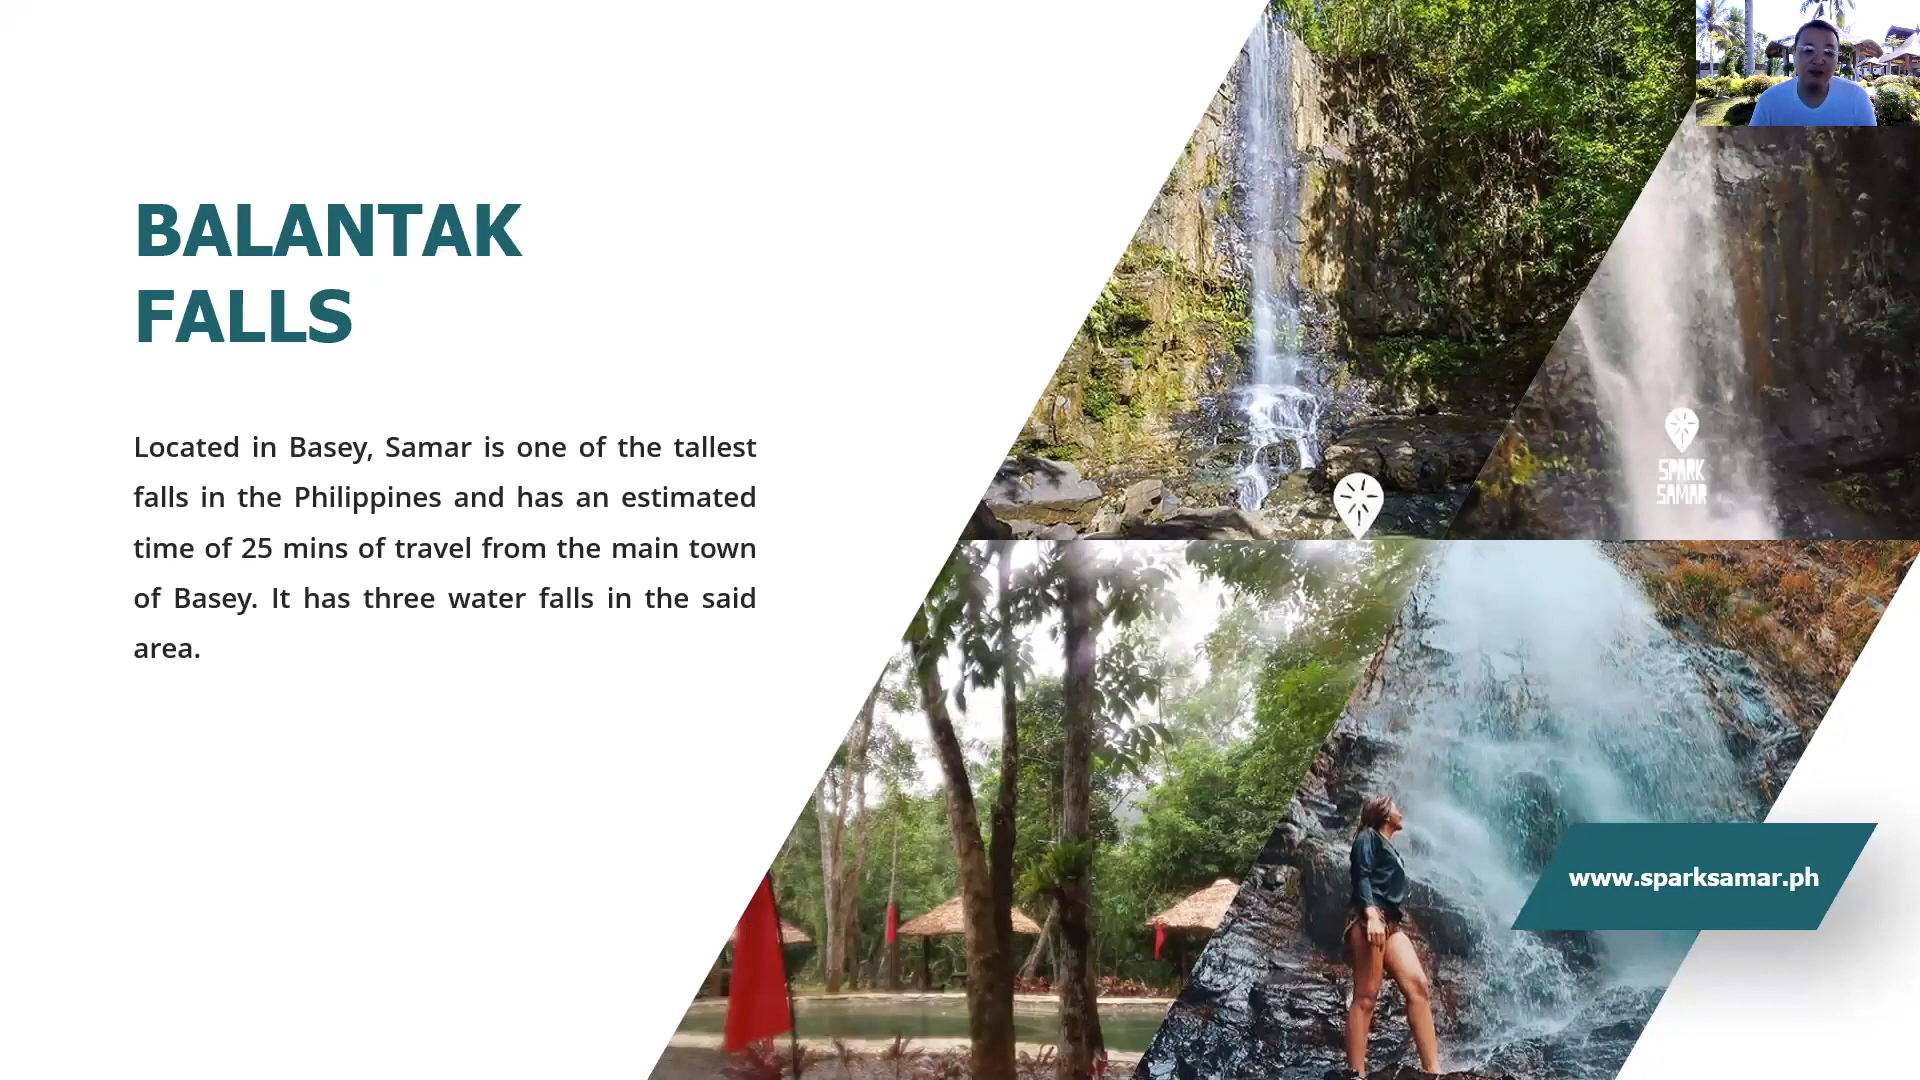 BALANTAK
FALLS
Located in Basey, Samar is one of the tallest
falls in the Philippines and has an estimated
time of 25 mins of travel from the main town
of Basey. It has three water falls in the said
area.
SPARK
SAMAR
www.sparksamar.ph